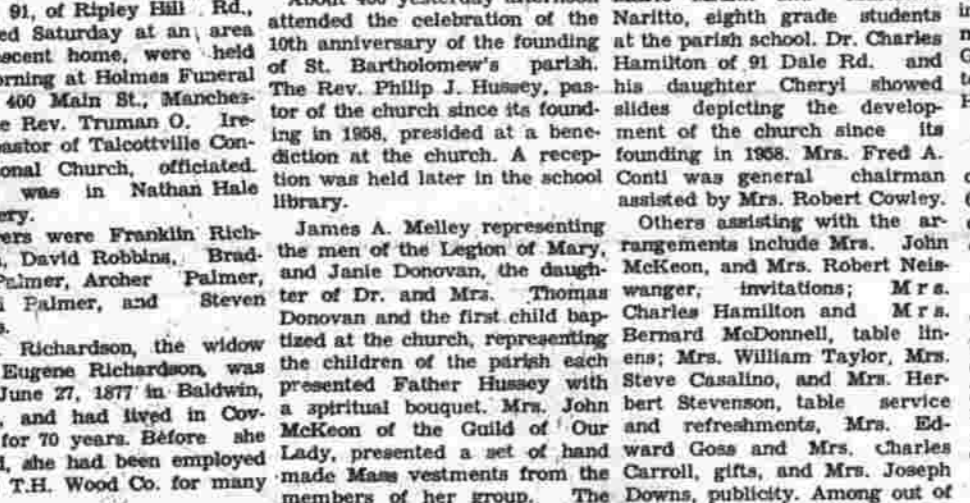 91, of Ripley Hill Rd.,
ed Saturday at an area
escent home, were held
orning at Holmes Funeral
400 Main St., Manches-
e Rev. Truman O. Ire-
astor of Talcottville Con-
onal Church, officiated.
was in Nathan Hale
ery.
ers were Franklin Rich-
, David Robbins, Brad-
Palmer, Archer Palmer,
Palmer, and Steven
Richardson, the widow
Eugene Richardson, was
June 27, 1877 in Baldwin,
, and had lived in Cov-
for 70 years. Before she
d, she had been employed
T.H. Wood Co. for many
About 400 yesterday afternoon
attended the celebration of the
10th anniversary of the founding
of St. Bartholomew's parish.
The Rev. Philip J. Hussey, pas-
tor of the church since its found-
ing in 1958, presided at a bene-
diction at the church. A recep-
tion was held later in the school
library.
James A. Melley representing
the men of the Legion of Mary,
and Janie Donovan, the daugh-
ter of Dr. and Mrs. Thomas
Donovan and the first child bap-
tized at the church, representing
the children of the parish each
presented Father Hussey with
a spiritual bouquet. Mrs. John
McKeon of the Guild of Our
Lady, presented a set of hand
made Mass vestments from the
members of her group. The
Naritto, eighth grade students
at the parish school. Dr. Charles
Hamilton of 91 Dale Rd. and
his daughter Cheryl showed
slides depicting the develop-
ment of the church since its
founding in 1958. Mrs. Fred A.
Conti was general chairman
assisted by Mrs. Robert Cowley.
Others assisting with the ar-
rangements include Mrs. John
McKeon, and Mrs. Robert Neis-
wanger, invitations; Mrs.
Charles Hamilton and Mrs.
Bernard McDonnell, table lin-
ens; Mrs. William Taylor, Mrs.
Steve Casalino, and Mrs. Her-
bert Stevenson, table service
and refreshments, Mrs. Ed-
ward Goss and Mrs. Charles
Carroll, gifts, and Mrs. Joseph
Downs, publicity. Among out of